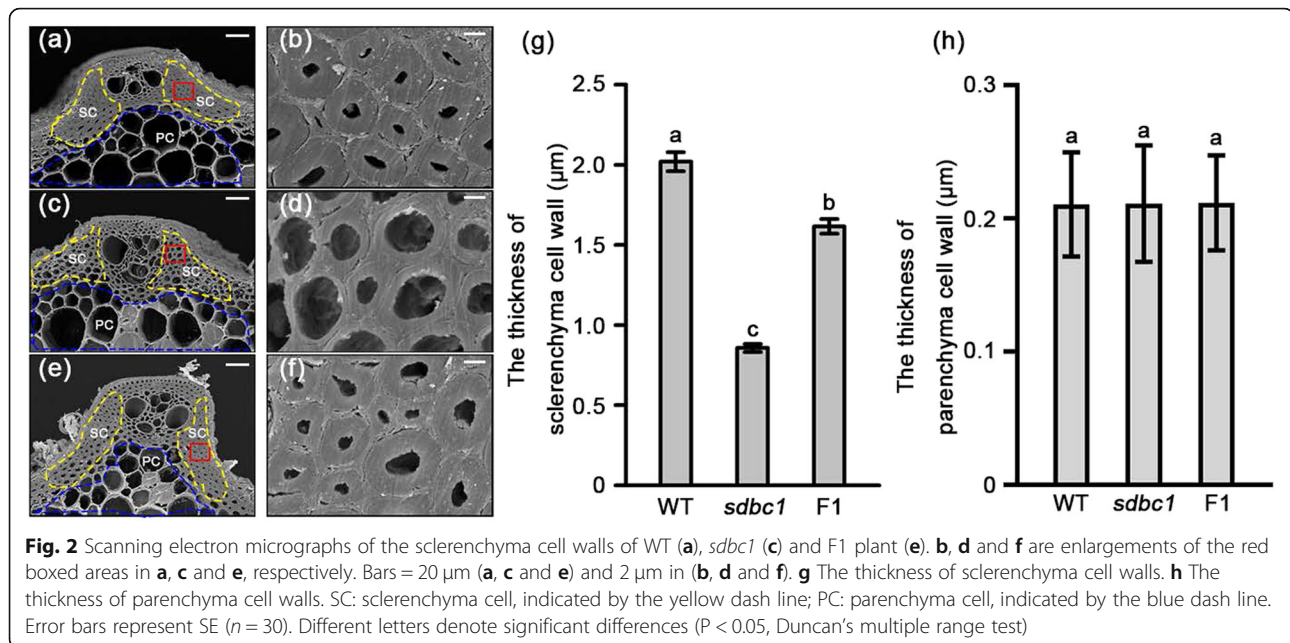 (a)
SC
SC
PC
(b)
(c)
SC
PC
(d)
(e)
SC
SC
PC
(f)
(g)
The thickness of
sclerenchyma cell wall (µm)
2.5
2.0
1.5
1.0
0.5
0
a
c
b
WT
sdbc1
F1
(h)
The thickness of
parenchyma cell wall (µm)
0.3
0.2
0.1
0
a
a
a
WT
sdbc1
F1
Fig. 2 Scanning electron micrographs of the sclerenchyma cell walls of WT (a), sdbc1 (c) and F1 plant (e). b, d and f are enlargements of the red
boxed areas in a, c and e, respectively. Bars = 20 µm (a, c and e) and 2 µm in (b, d and f). g The thickness of sclerenchyma cell walls. h The
thickness of parenchyma cell walls. SC: sclerenchyma cell, indicated by the yellow dash line; PC: parenchyma cell, indicated by the blue dash line.
Error bars represent SE (n = 30). Different letters denote significant differences (P < 0.05, Duncan's multiple range test)